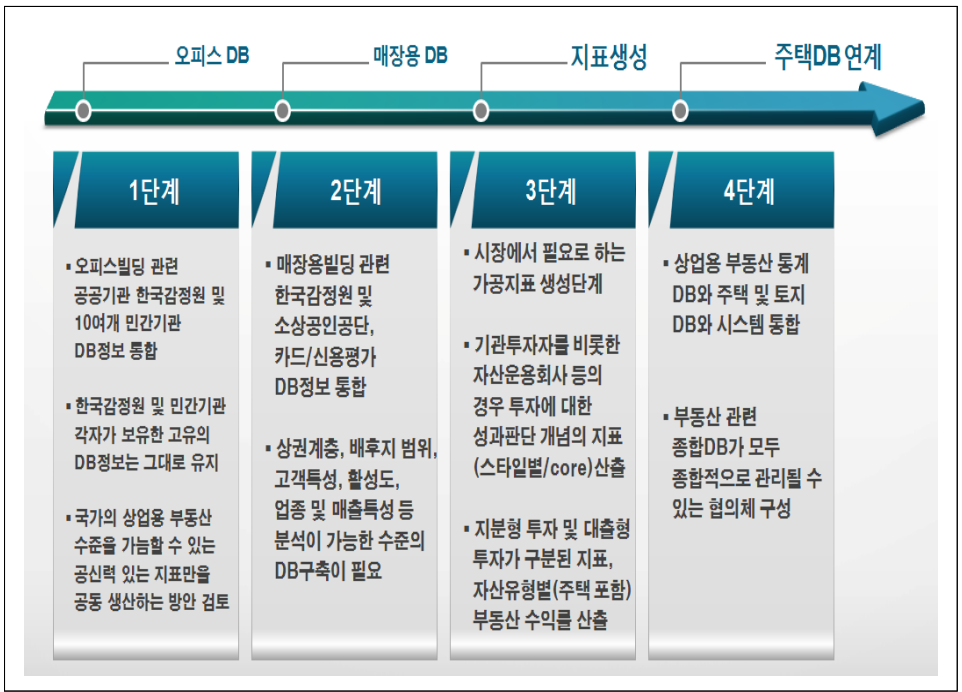 오피스 DB
매장용 DB
지표생성
주택DB 연계
1단계
▪ 오피스빌딩 관련
공공기관 한국감정원 및
10여개 민간기관
DB정보 통합
▪ 한국감정원 및 민간기관
각자가 보유한 고유의
DB정보는 그대로 유지
▪ 국가의 상업용 부동산
수준을 가늠할 수 있는
공신력 있는 지표만을
공동 생산하는 방안 검토
2단계
▪ 매장용빌딩 관련
한국감정원 및
소상공인공단,
카드/신용평가
DB정보 통합
▪ 상권계층, 배후지 범위,
고객특성, 활성도,
업종 및 매출특성 등
분석이 가능한 수준의
DB구축이 필요
3단계
▪ 시장에서 필요로 하는
가공지표 생성단계
▪ 기관투자자를 비롯한
자산운용회사 등의
경우 투자에 대한
성과판단 개념의 지표
(스타일별/core)산출
▪ 지분형 투자 및 대출형
투자가 구분된 지표,
자산유형별(주택 포함)
부동산 수익률 산출
4단계
▪ 상업용 부동산 통계
DB와 주택 및 토지
DB와 시스템 통합
▪ 부동산 관련
종합DB가 모두
종합적으로 관리될 수
있는 협의체 구성